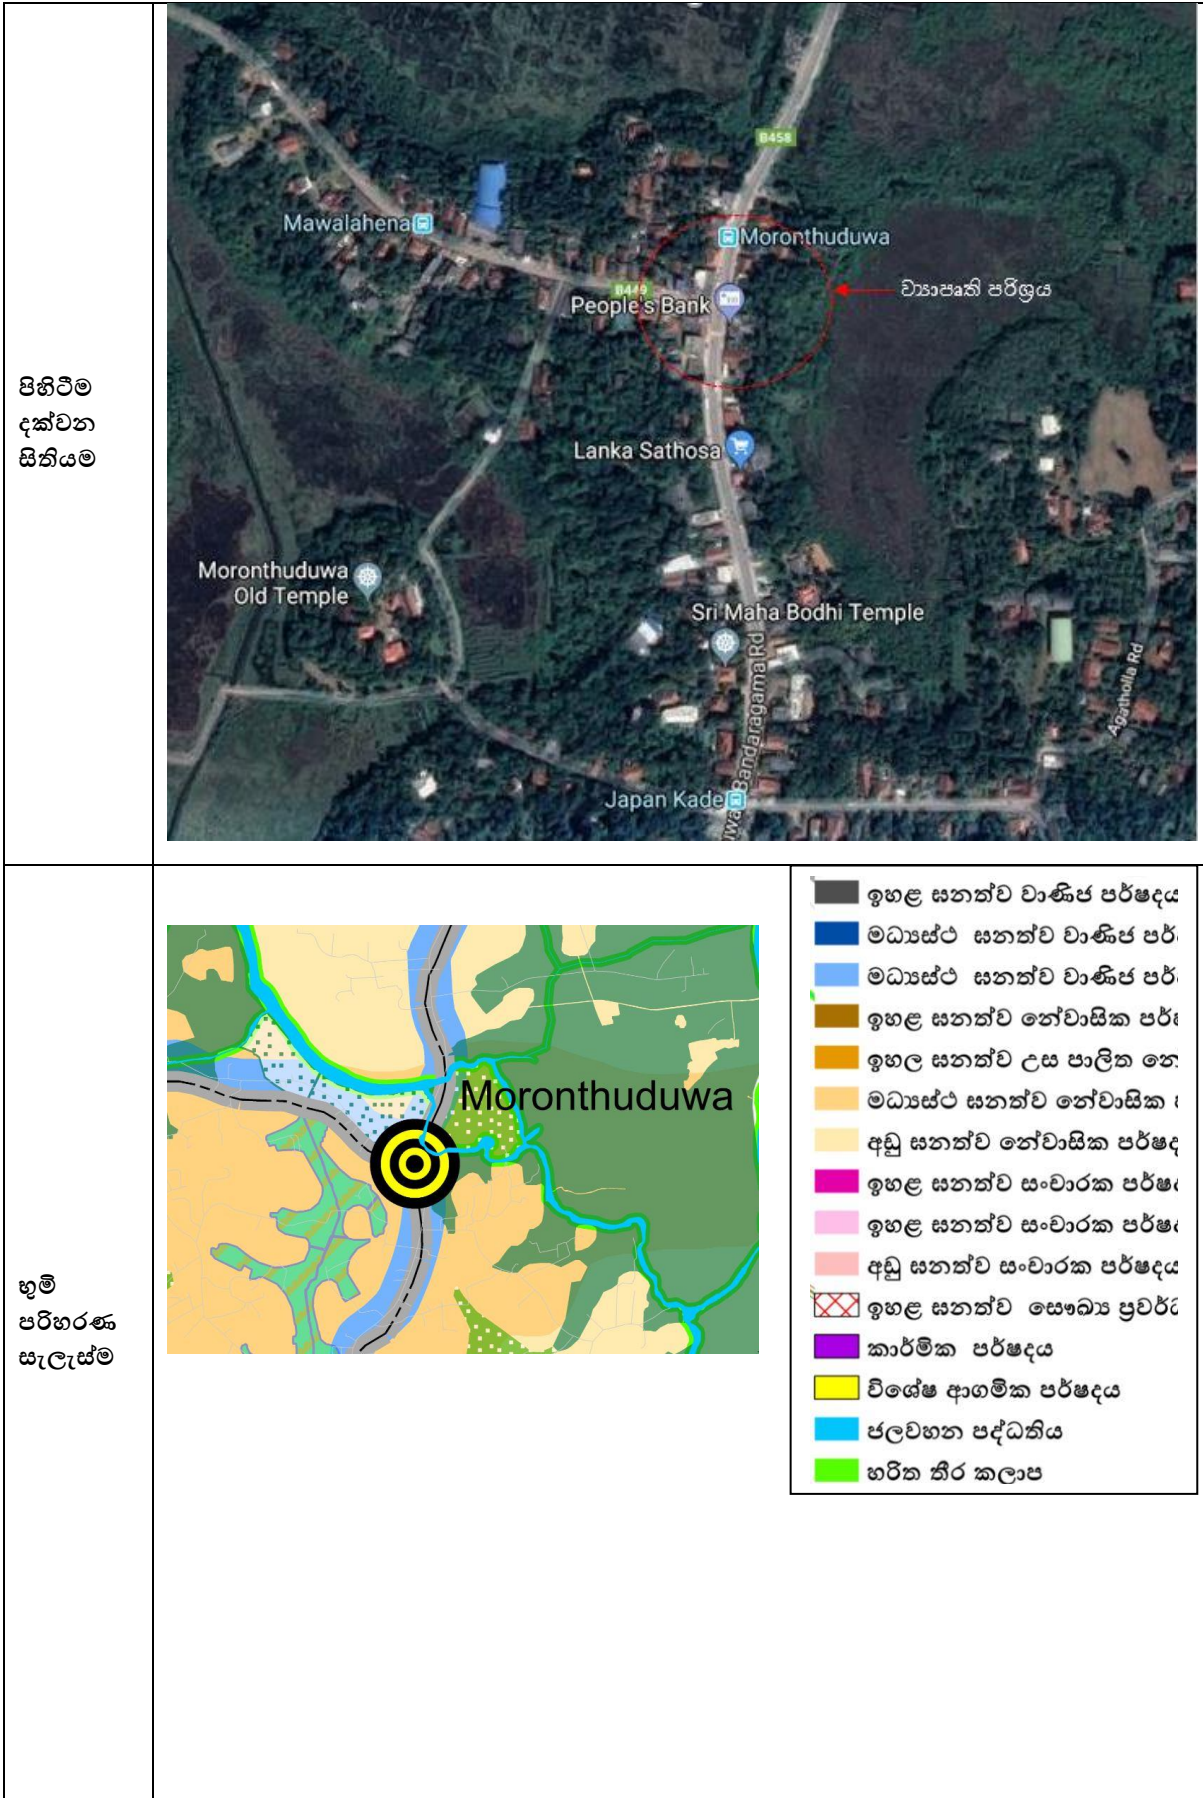 පිහිටීම
දක්වන
සිතියම
B458
Mawalahena
Moronthuduwa
B449
People's Bank
ව්‍යාපෘති පරිශ්‍රය
Lanka Sathosa
Moronthuduwa
Old Temple
Sri Maha Bodhi Temple
Bandaragama Rd
Agatholla Rd
Japan Kade
භූමි
පරිහරණ
සැලැස්ම
Moronthuduwa
ඉහළ ඝනත්ව වාණිජ පර්ෂදය
මධ්‍යස්ථ ඝනත්ව වාණිජ
මධ්‍යස්ථ ඝනත්ව වාණිජ
ඉහළ ඝනත්ව නේවාසික
ඉහල ඝනත්ව උස පාලිත
මධ්‍යස්ථ ඝනත්ව නේවාසික
අඩු ඝනත්ව නේවාසික
ඉහළ ඝනත්ව සංචාරක
ඉහළ ඝනත්ව සංචාරක
අඩු ඝනත්ව සංචාරක පර්ෂදය
ඉහළ ඝනත්ව සෞඛ්‍ය
කාර්මික පර්ෂදය
විශේෂ ආගමික පර්ෂදය
ජලවහන පද්ධතිය
හරිත තීර කලාප